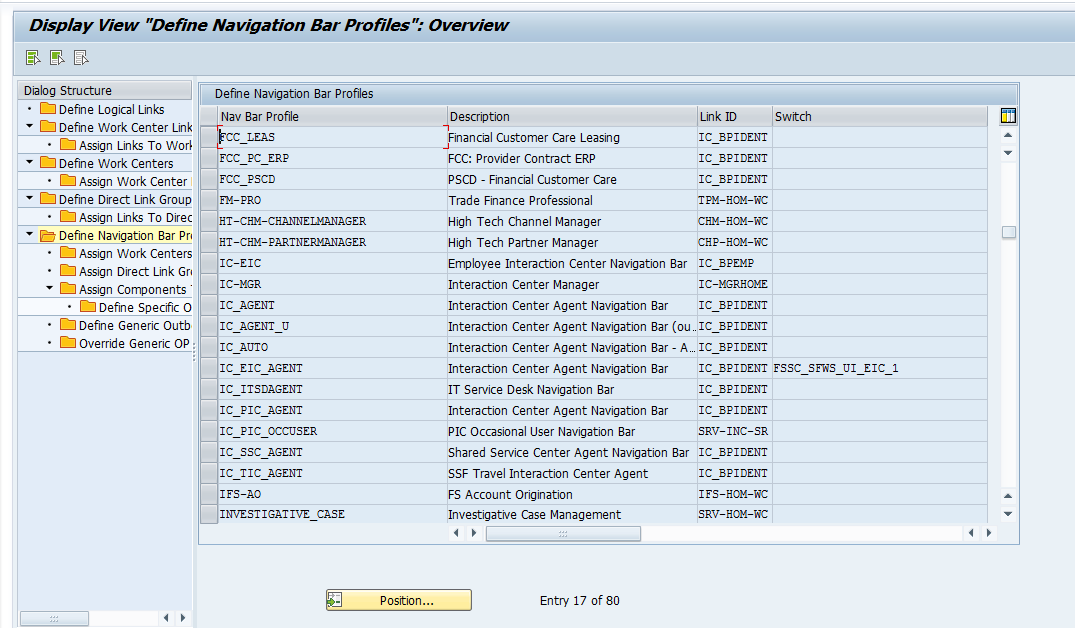 Display View "Define Navigation Bar Profiles": Overview
Dialog Structure
Define Logical Links
Define Work Center Link
Assign Links To Work
Define Work Centers
Assign Work Center
Define Direct Link Group
Assign Links To Direc
Define Navigation Bar Pr
Assign Work Centers
Assign Direct Link Gr
Assign Components
Define Specific O
Define Generic Outb
Override Generic OP
Define Navigation Bar Profiles
Nav Bar Profile Description Link ID Switch
FCC_LEAS Financial Customer Care Leasing IC_BPIDENT
FCC_PC_ERP FCC: Provider Contract ERP IC_BPIDENT
FCC_PSCD PSCD - Financial Customer Care IC_BPIDENT
FM-PRO Trade Finance Professional TPM-HOM-WC
HT-CHM-CHANNELMANAGER High Tech Channel Manager CHM-HOM-WC
HT-CHM-PARTNERMANAGER High Tech Partner Manager CHP-HOM-WC
IC-EIC Employee Interaction Center Navigation Bar IC_BPEMP
IC-MGR Interaction Center Manager IC-MGRHOME
IC_AGENT Interaction Center Agent Navigation Bar IC_BPIDENT
IC_AGENT_U Interaction Center Agent Navigation Bar (ou... IC_BPIDENT
IC_AUTO Interaction Center Agent Navigation Bar - A... IC_BPIDENT
IC_EIC_AGENT Interaction Center Agent Navigation Bar IC_BPIDENT FSSC_SFWS_UI_EIC_1
IC_ITSDAGENT IT Service Desk Navigation Bar IC_BPIDENT
IC_PIC_AGENT Interaction Center Agent Navigation Bar IC_BPIDENT
IC_PIC_OCCUSER PIC Occasional User Navigation Bar SRV-INC-SR
IC_SSC_AGENT Shared Service Center Agent Navigation Bar IC_BPIDENT
IC_TIC_AGENT SSF Travel Interaction Center Agent IC_BPIDENT
IFS-AO FS Account Origination IFS-HOM-WC
INVESTIGATIVE_CASE Investigative Case Management SRV-HOM-WC
Position... Entry 17 of 80